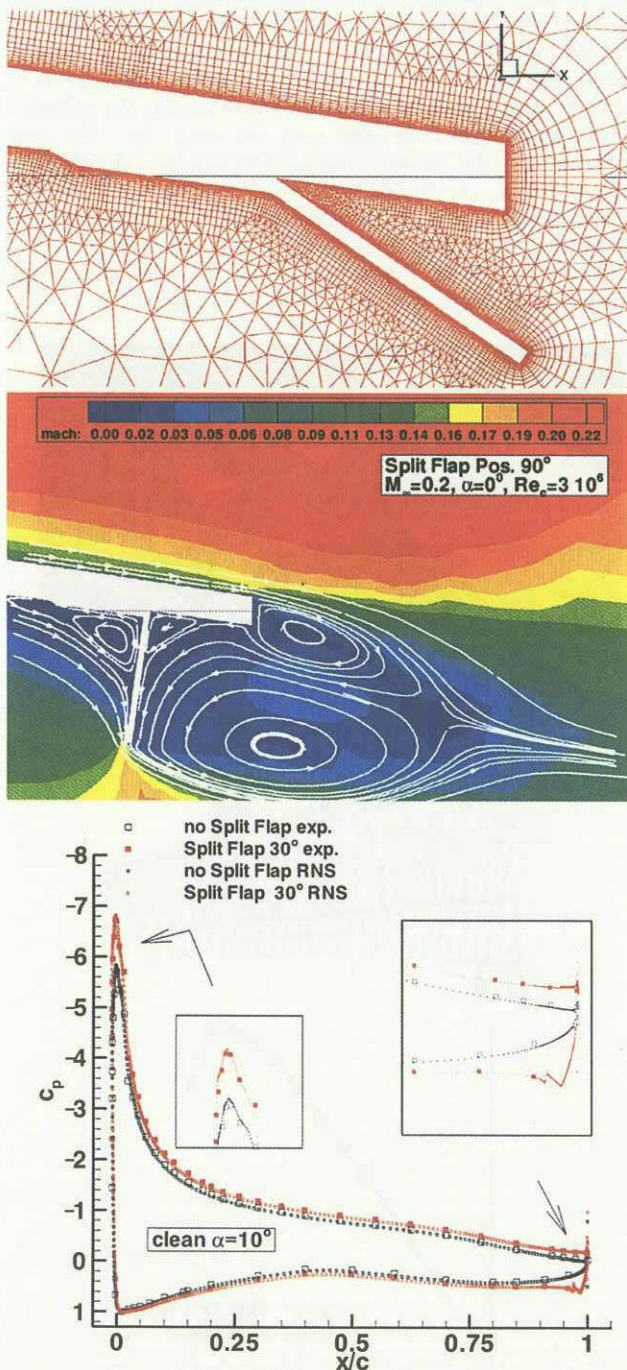 Y
X
mach: 0.00 0.02 0.03 0.05 0.06 0.08 0.09 0.11 0.13 0.14 0.16 0.17 0.19 0.20 0.22
Split Flap Pos. 90°
M∞=0.2, α=0°, Re_c=3 10⁶
no Split Flap exp.
Split Flap 30° exp.
no Split Flap RNS
Split Flap 30° RNS
-8
-7
-6
-5
-4
-3
-2
-1
0
1
c_p
clean α=10°
0 0.25 0.5 0.75 1
x/c